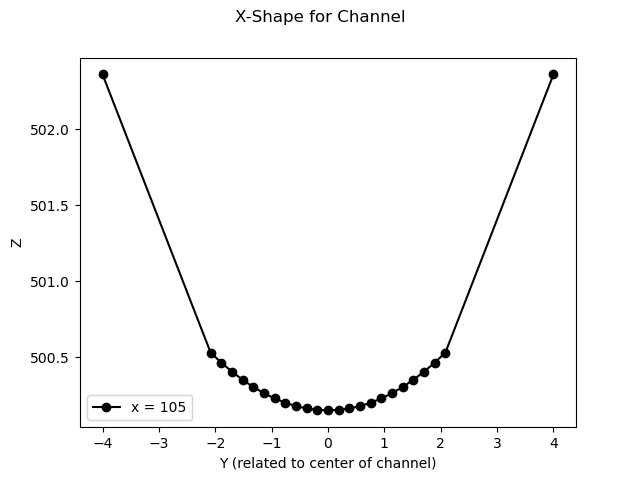 X-Shape for Channel
502.0
501.5
501.0
500.5
Z
x = 105
−4 −3 −2 −1 0 1 2 3 4
Y (related to center of channel)